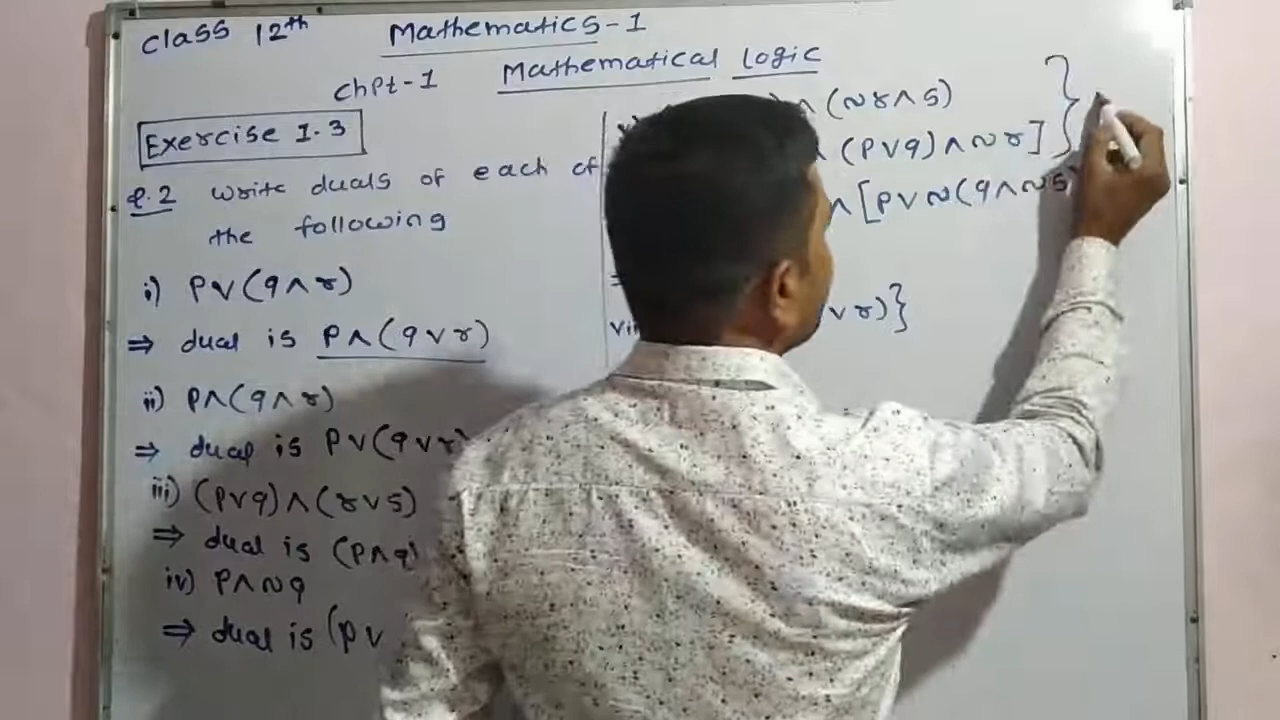 Class 12th Mathematics-1
Chpt-1 Mathematical Logic
Exercise 1.3
Q.2 Write duals of each of
the following
i) p∨(q∧r)
⇒ dual is p∧(q∨r)
ii) p∧(q∧r)
⇒ dual is p∨(q∨r)
iii) (p∨q)∧(r∨s)
⇒ dual is (p∧q)
iv) p∧~q
⇒ dual is (p∨
)∧(~r∧s)
∧(p∨q)∧~r]}
∧[p∨~(q∧~s)
∨r)}